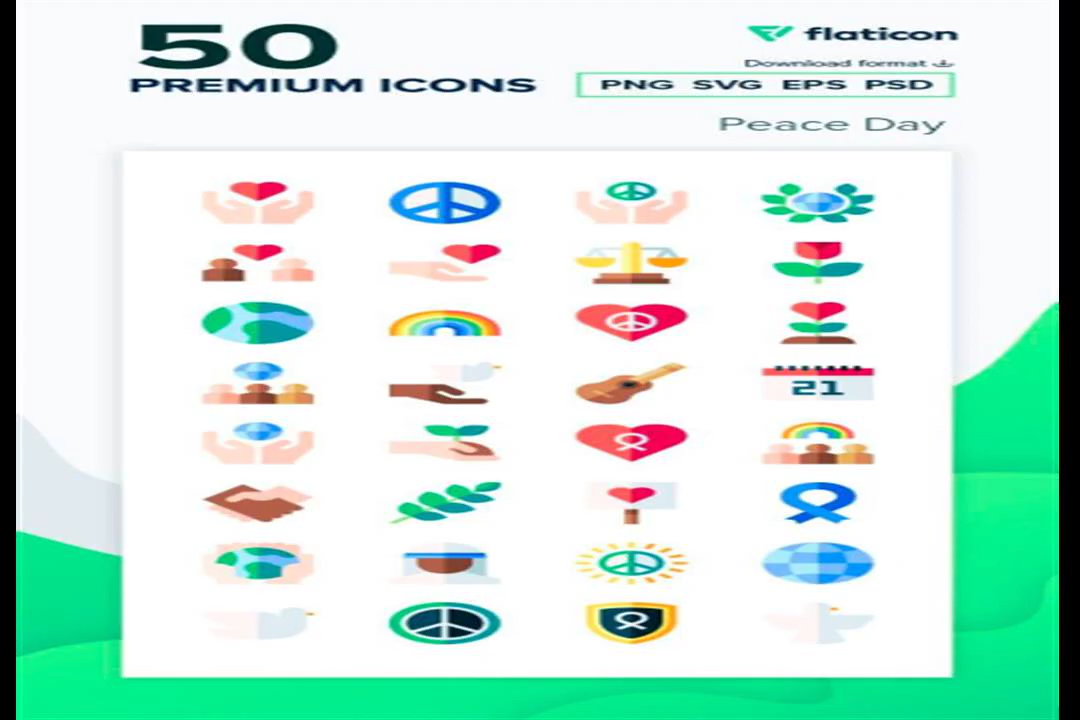 50
PREMIUM ICONS
flaticon
Download format
PNG SVG EPS PSD
Peace Day
21